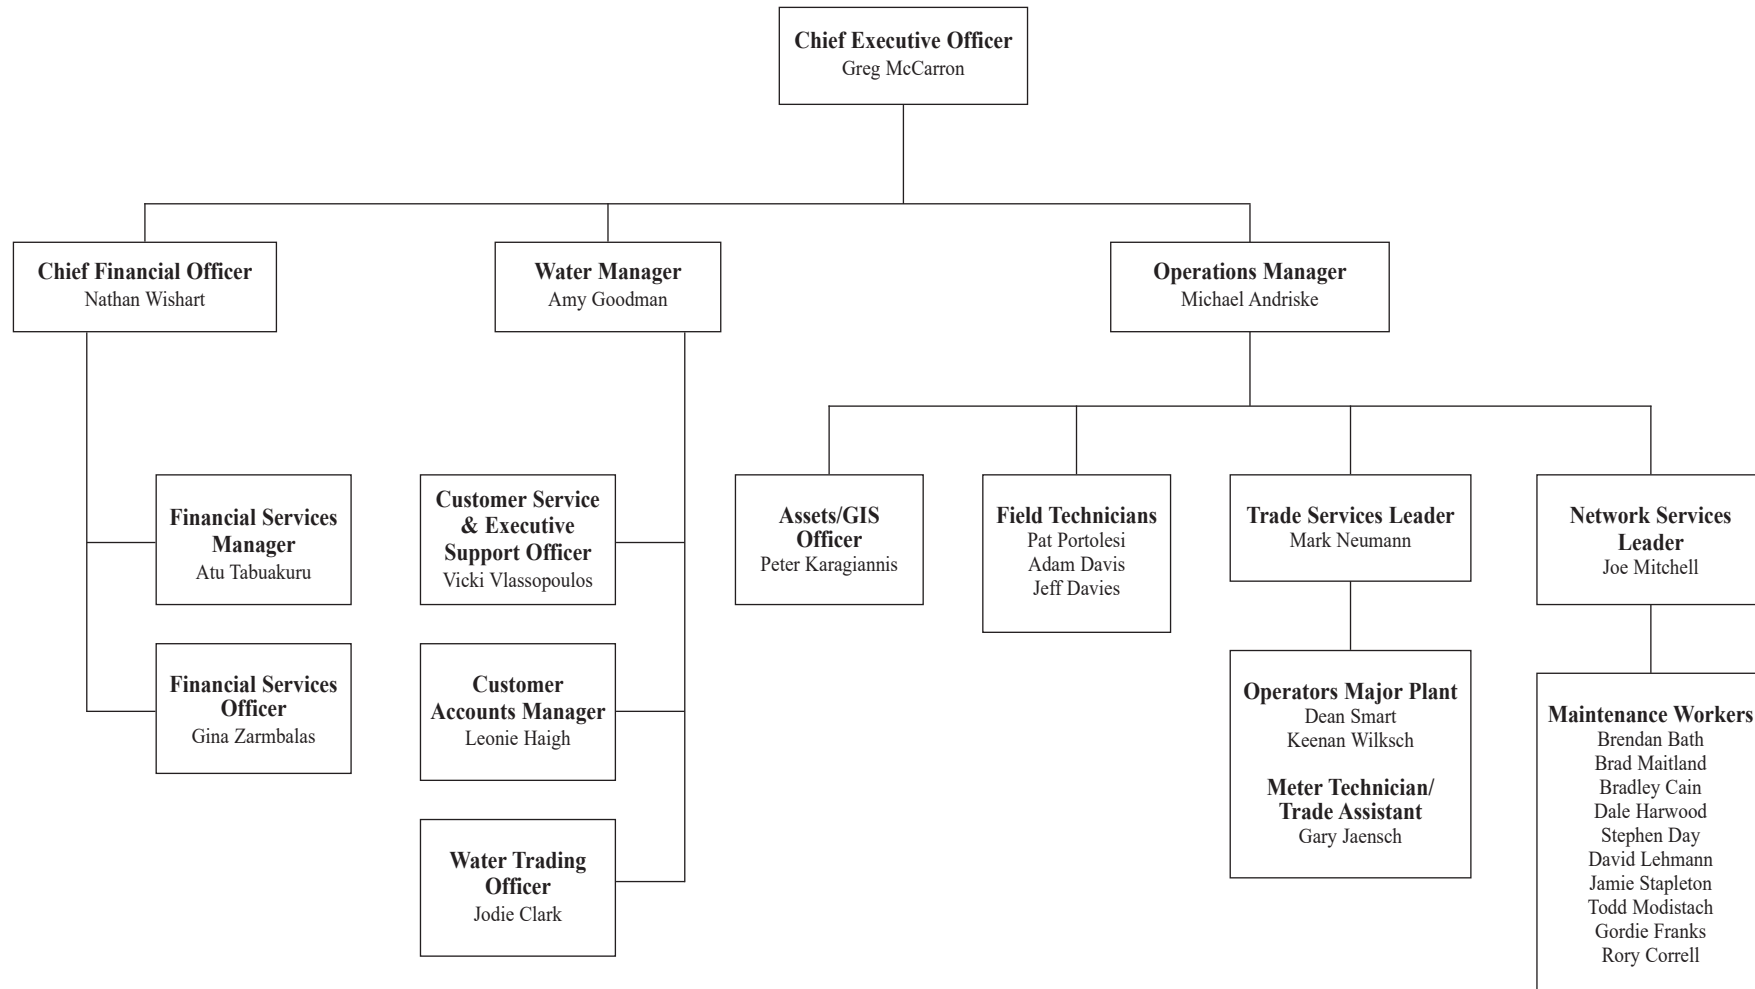 Chief Executive Officer
Greg McCarron
Chief Financial Officer
Nathan Wishart
Water Manager
Amy Goodman
Operations Manager
Michael Andriske
Financial Services
Manager
Atu Tabuakuru
Financial Services
Officer
Gina Zarmbalas
Customer Service
& Executive
Support Officer
Vicki Vlassopoulos
Customer
Accounts Manager
Leonie Haigh
Water Trading
Officer
Jodie Clark
Assets/GIS
Officer
Peter Karagiannis
Field Technicians
Pat Portolesi
Adam Davis
Jeff Davies
Trade Services Leader
Mark Neumann
Operators Major Plant
Dean Smart
Keenan Wilksch
Meter Technician/
Trade Assistant
Gary Jaensch
Network Services
Leader
Joe Mitchell
Maintenance Workers
Brendan Bath
Brad Maitland
Bradley Cain
Dale Harwood
Stephen Day
David Lehmann
Jamie Stapleton
Todd Modistach
Gordie Franks
Rory Correll